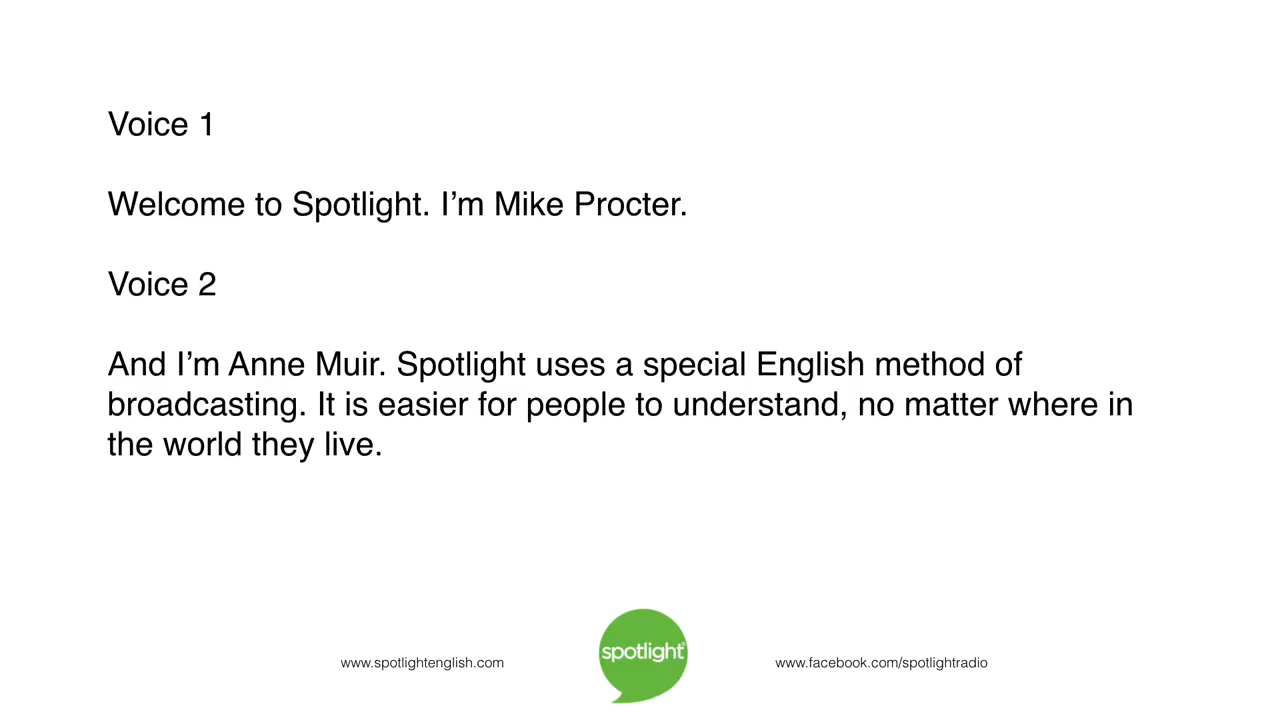 Voice 1
Welcome to Spotlight. I’m Mike Procter.
Voice 2
And I’m Anne Muir. Spotlight uses a special English method of
broadcasting. It is easier for people to understand, no matter where in
the world they live.
www.spotlightenglish.com
spotlight
www.facebook.com/spotlightradio